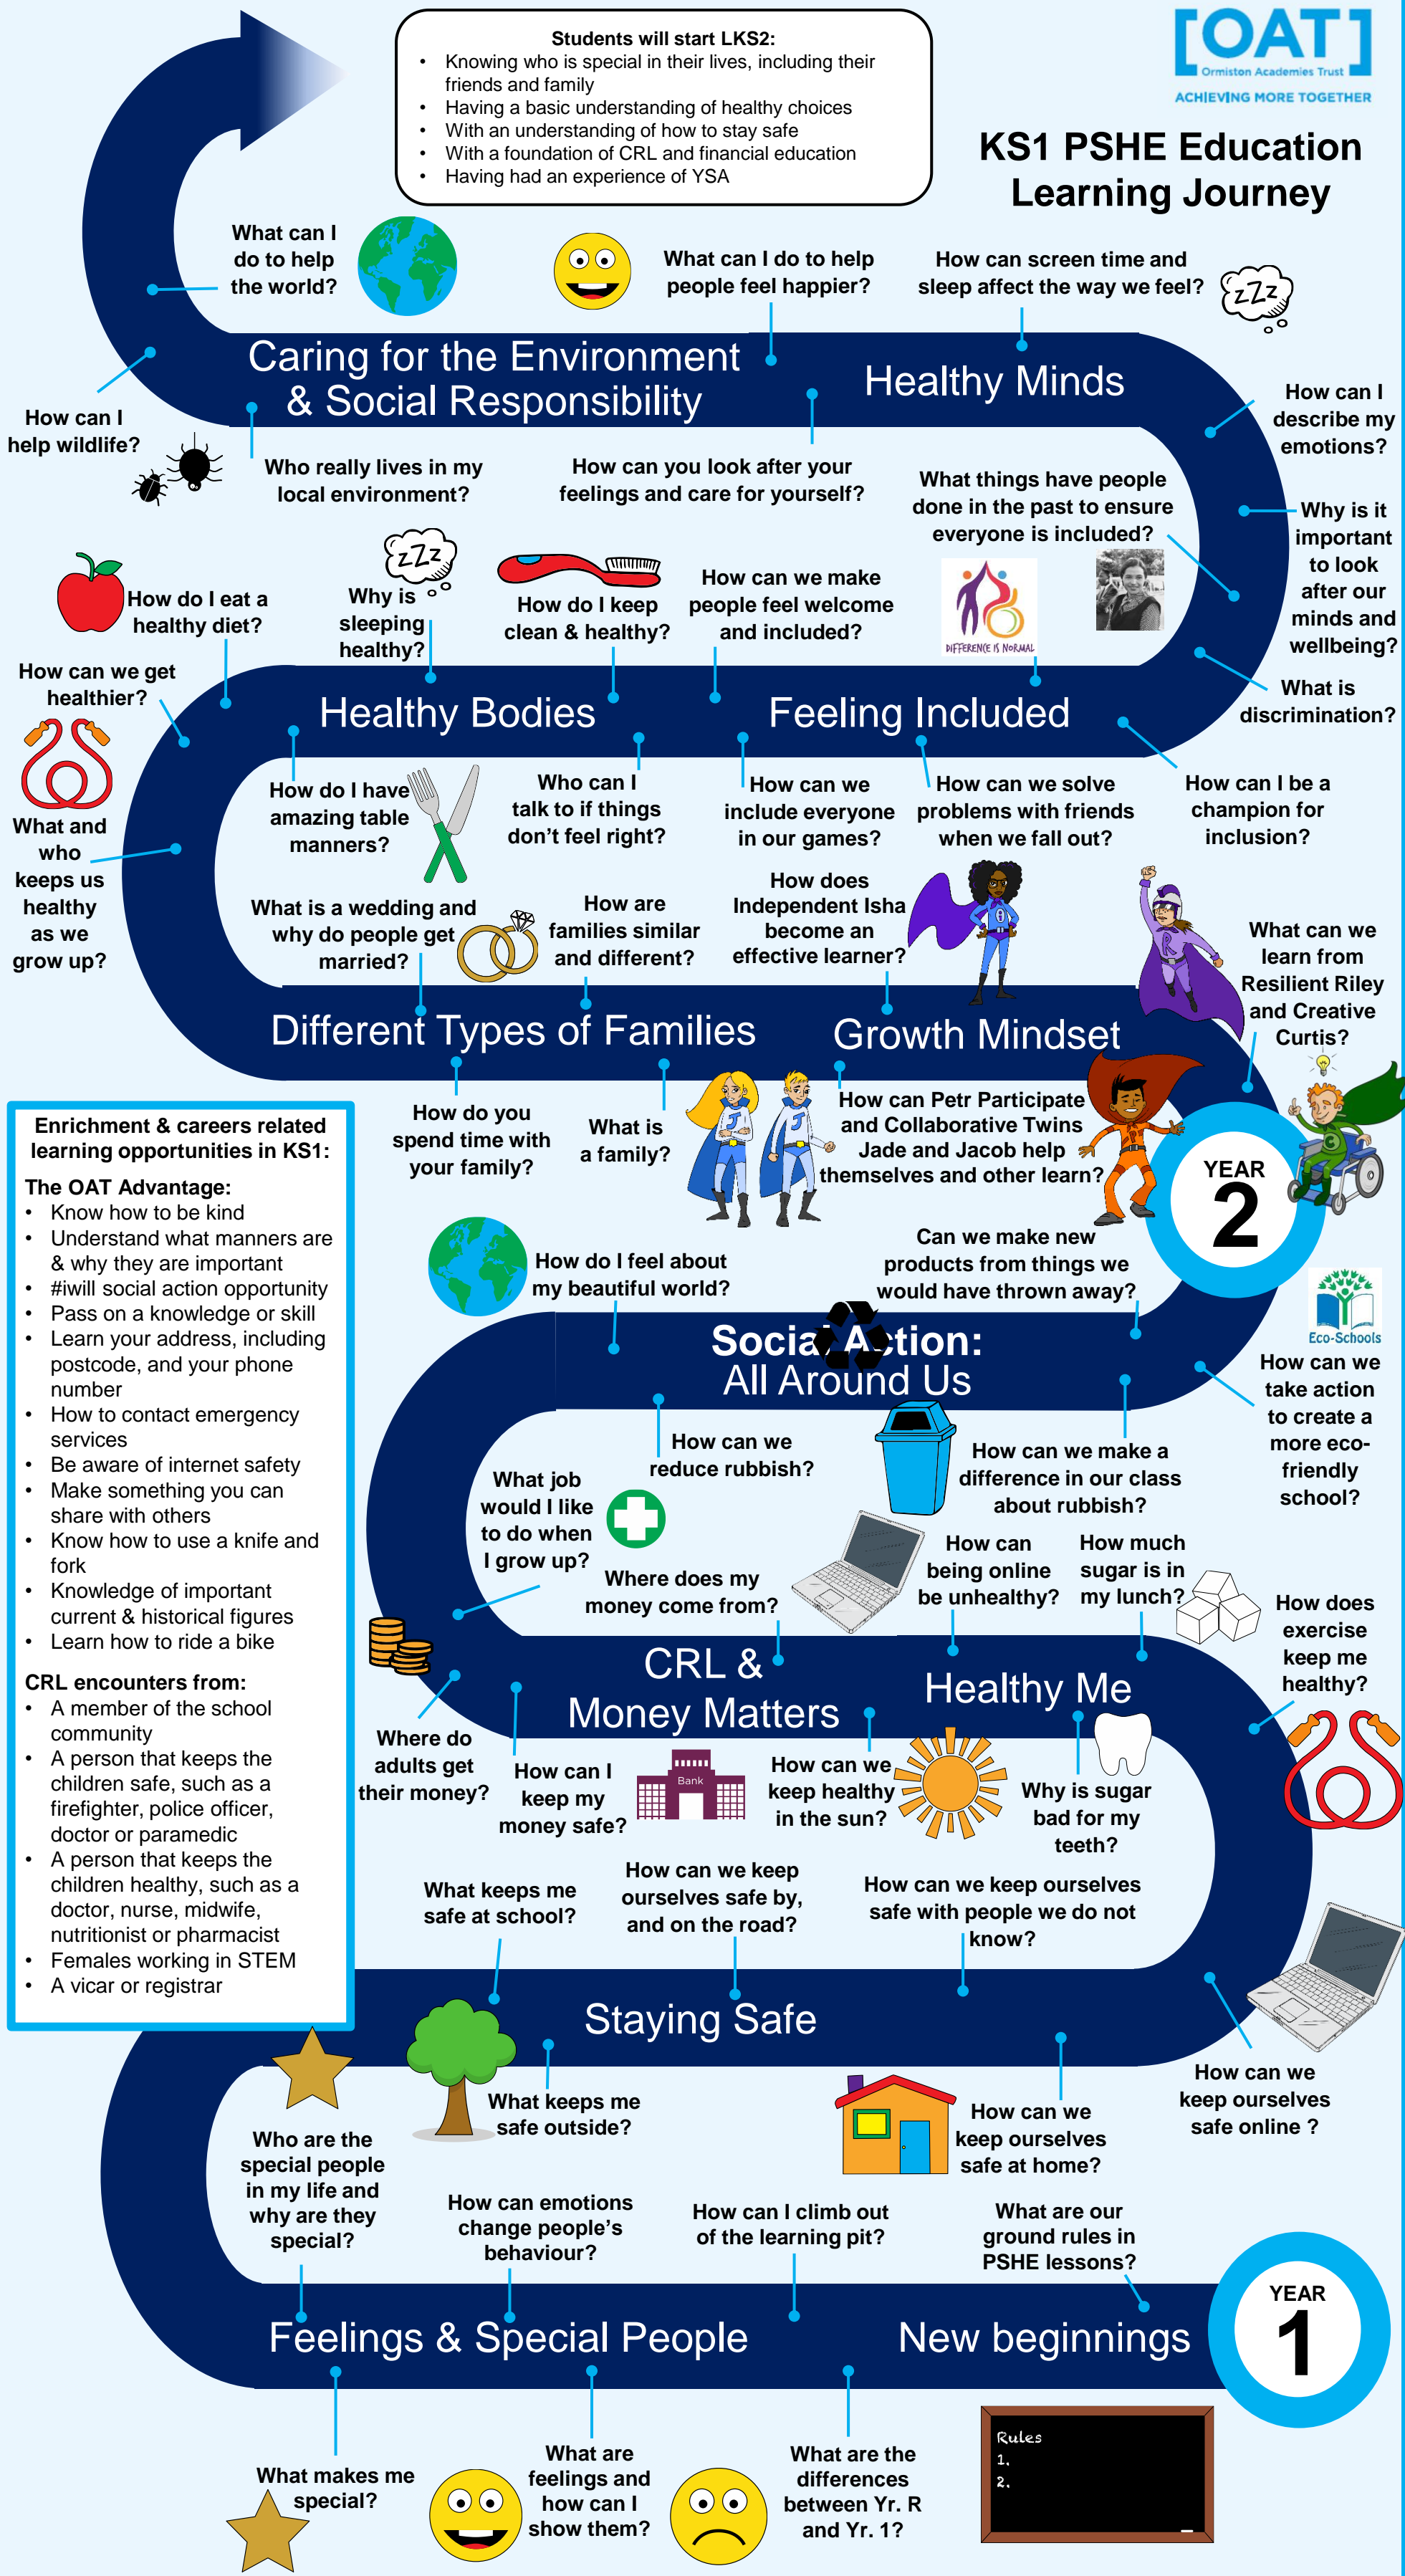 [OAT]
Ormiston Academies Trust
ACHIEVING MORE TOGETHER
KS1 PSHE Education
Learning Journey
Students will start LKS2:
• Knowing who is special in their lives, including their
friends and family
• Having a basic understanding of healthy choices
• With an understanding of how to stay safe
• With a foundation of CRL and financial education
• Having had an experience of YSA
What can I
do to help
the world?
What can I do to help
people feel happier?
How can screen time and
sleep affect the way we feel?
zZz
Caring for the Environment
& Social Responsibility
Healthy Minds
How can I
help wildlife?
Who really lives in my
local environment?
How can you look after your
feelings and care for yourself?
How can I
describe my
emotions?
What things have people
done in the past to ensure
everyone is included?
Why is it
important
to look
after our
minds and
wellbeing?
What is
discrimination?
DIFFERENCE IS NORMAL
How can we make
people feel welcome
and included?
How do I keep
clean & healthy?
zZz
Why is
sleeping
healthy?
How do I eat a
healthy diet?
How can we get
healthier?
Healthy Bodies
Feeling Included
What and
who
keeps us
healthy
as we
grow up?
How do I have
amazing table
manners?
Who can I
talk to if things
don't feel right?
How can we
include everyone
in our games?
How can we solve
problems with friends
when we fall out?
How can I be a
champion for
inclusion?
What is a wedding and
why do people get
married?
How are
families similar
and different?
How does
Independent Isha
become an
effective learner?
What can we
learn from
Resilient Riley
and Creative
Curtis?
Different Types of Families
Growth Mindset
How do you
spend time with
your family?
What is
a family?
How can Petr Participate
and Collaborative Twins
Jade and Jacob help
themselves and other learn?
YEAR
2
Enrichment & careers related
learning opportunities in KS1:
The OAT Advantage:
• Know how to be kind
• Understand what manners are
& why they are important
• #iwill social action opportunity
• Pass on a knowledge or skill
• Learn your address, including
postcode, and your phone
number
• How to contact emergency
services
• Be aware of internet safety
• Make something you can
share with others
• Know how to use a knife and
fork
• Knowledge of important
current & historical figures
• Learn how to ride a bike
CRL encounters from:
• A member of the school
community
• A person that keeps the
children safe, such as a
firefighter, police officer,
doctor or paramedic
• A person that keeps the
children healthy, such as a
doctor, nurse, midwife,
nutritionist or pharmacist
• Females working in STEM
• A vicar or registrar
How do I feel about
my beautiful world?
Can we make new
products from things we
would have thrown away?
Eco-Schools
Social Action:
All Around Us
How can we
take action
to create a
more eco-
friendly
school?
How can we
reduce rubbish?
How can we make a
difference in our class
about rubbish?
What job
would I like
to do when
I grow up?
Where does my
money come from?
How can
being online
be unhealthy?
How much
sugar is in
my lunch?
How does
exercise
keep me
healthy?
CRL &
Money Matters
Healthy Me
Where do
adults get
their money?
How can I
keep my
money safe?
Bank
How can we
keep healthy
in the sun?
Why is sugar
bad for my
teeth?
What keeps me
safe at school?
How can we keep
ourselves safe by,
and on the road?
How can we keep ourselves
safe with people we do not
know?
Staying Safe
What keeps me
safe outside?
How can we
keep ourselves
safe at home?
How can we
keep ourselves
safe online ?
Who are the
special people
in my life and
why are they
special?
How can emotions
change people's
behaviour?
How can I climb out
of the learning pit?
What are our
ground rules in
PSHE lessons?
Feelings & Special People
New beginnings
YEAR
1
What makes me
special?
What are
feelings and
how can I
show them?
What are the
differences
between Yr. R
and Yr. 1?
Rules
1.
2.